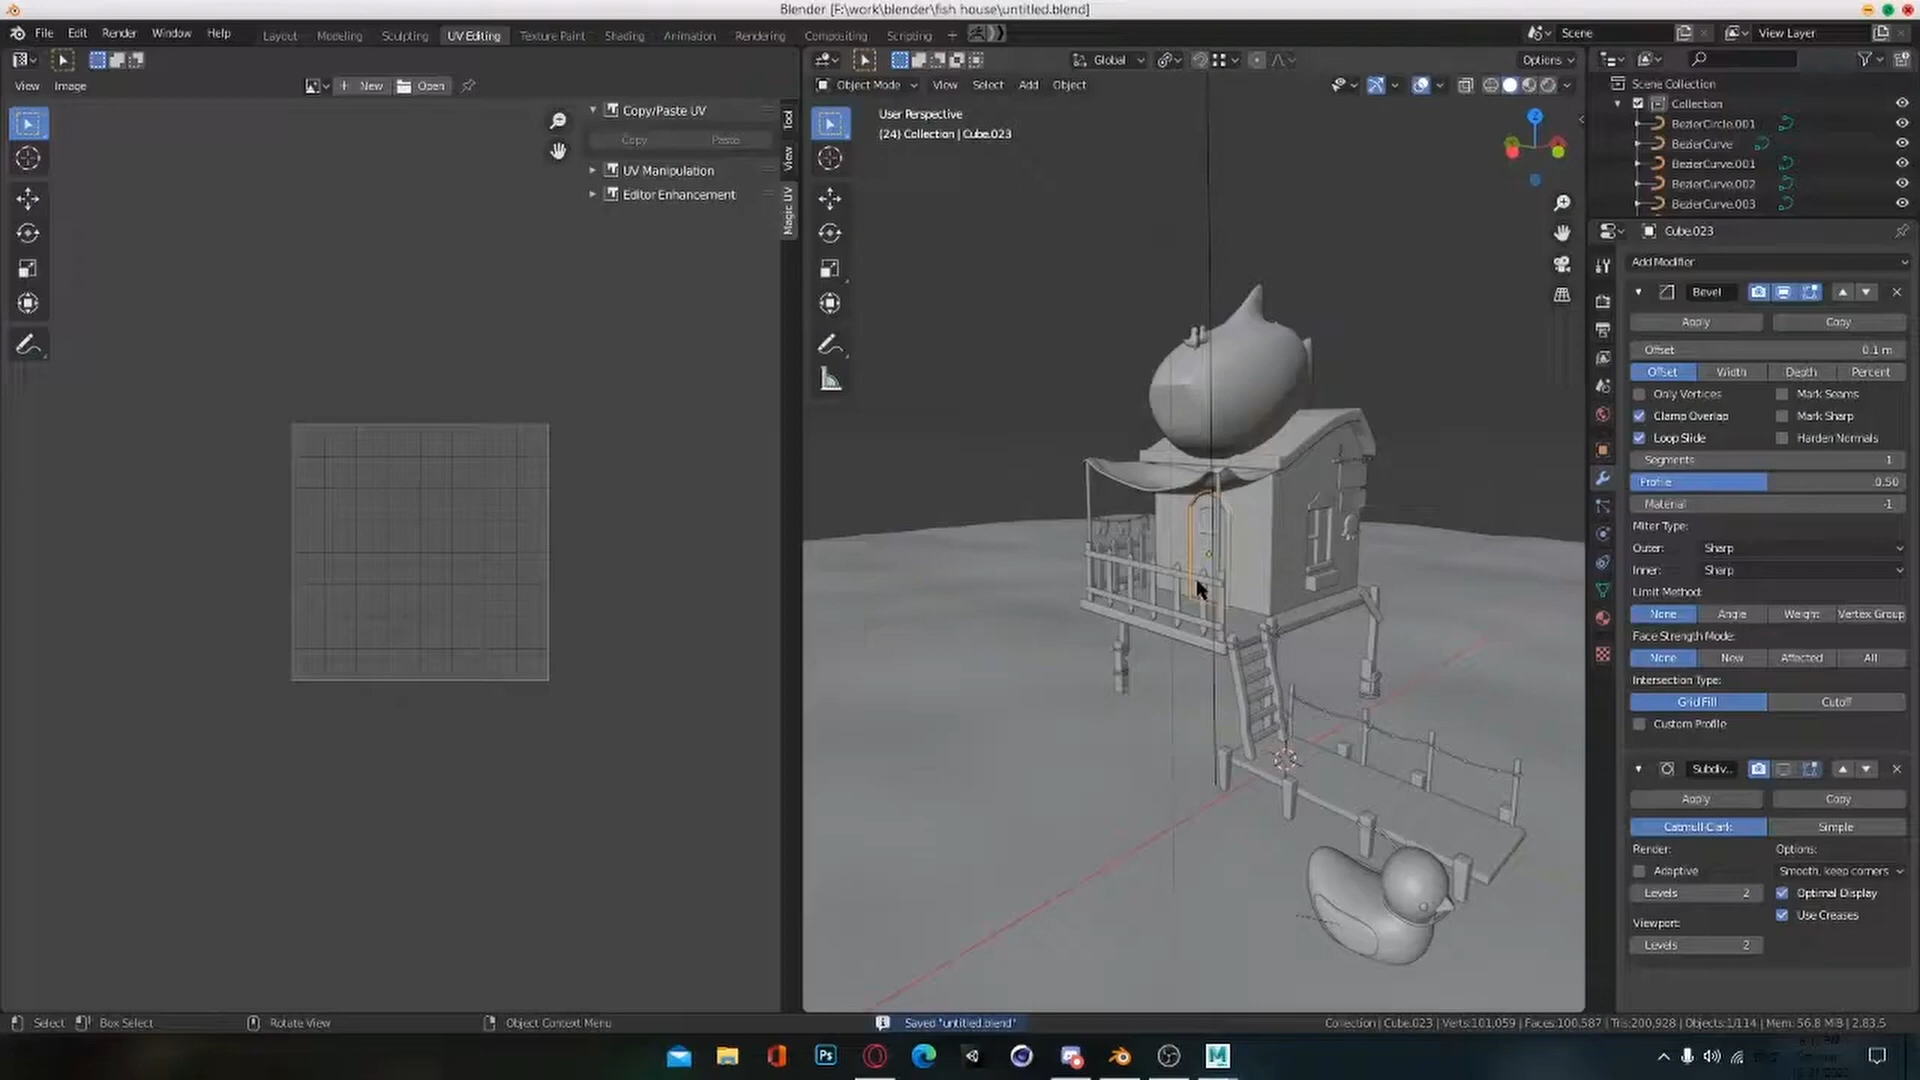 Blender [F:\work\blender\fish house\untitled.blend]
File Edit Render Window Help Layout Modeling Sculpting UV Editing Texture Paint Shading Animation Rendering Compositing Scripting + Scene View Layer
Global Options
View Image New Open Object Mode View Select Add Object
Scene Collection
Collection
BezierCircle.001
BezierCurve
BezierCurve.001
BezierCurve.002
BezierCurve.003
Copy/Paste UV
Copy Paste
UV Manipulation
Editor Enhancement
Tool
View
Magic UV
User Perspective
(24) Collection | Cube.023
Z
Cube.023
Add Modifier
Bevel
Apply Copy
Offset 0.1 m
Offset Width Depth Percent
Only Vertices Mark Seams
Clamp Overlap Mark Sharp
Loop Slide Harden Normals
Segments 1
Profile 0.50
Material -1
Miter Type:
Outer: Sharp
Inner: Sharp
Limit Method:
None Angle Weight Vertex Group
Face Strength Mode:
None New Affected All
Intersection Type:
Grid Fill Cutoff
Custom Profile
Subdiv..
Apply Copy
Catmull-Clark Simple
Render: Options:
Adaptive Smooth, keep corners
Levels 2 Optimal Display
Viewport: Use Creases
Levels 2
Select Box Select Rotate View Object Context Menu Saved "untitled.blend" Collection | Cube.023 | Verts:101,059 | Faces:100,587 | Tris:200,928 | Objects:1/114 | Mem: 56.8 MiB | 2.83.5
Ps
M